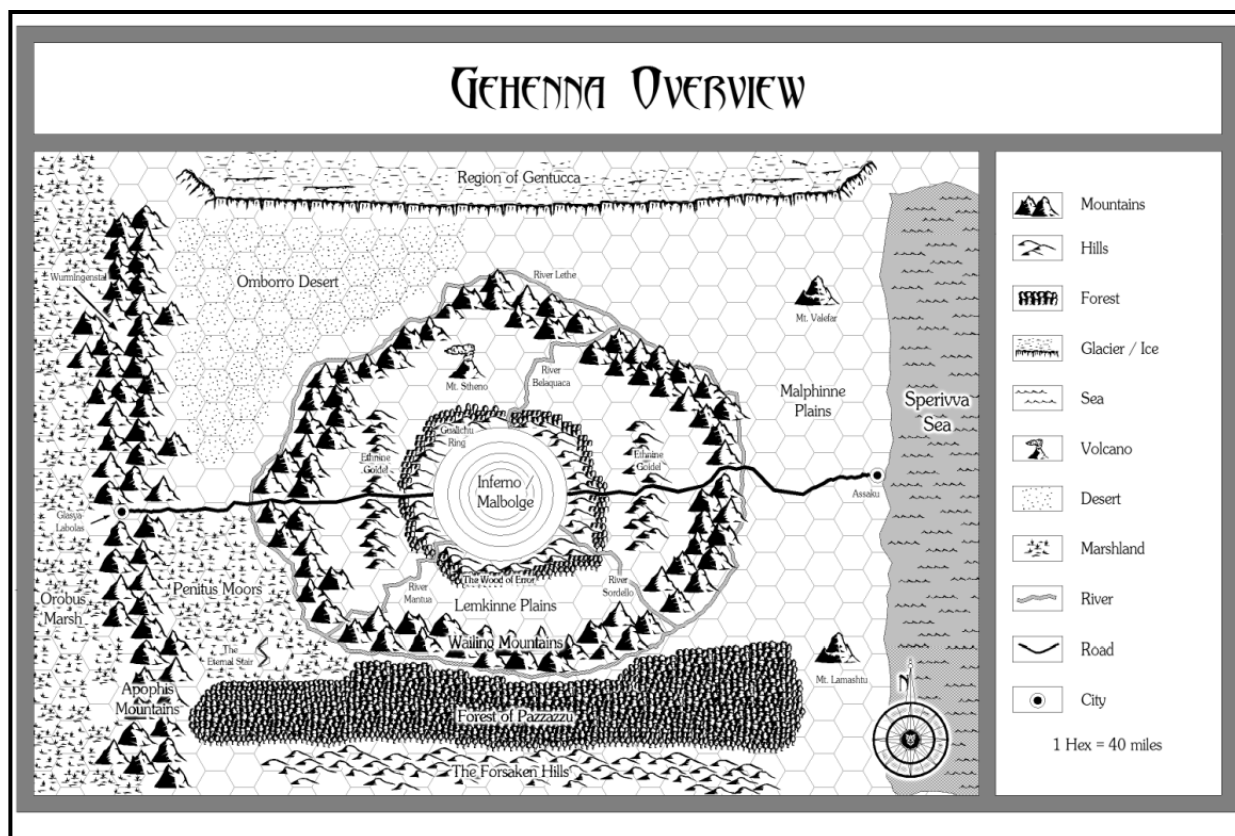 Gehenna Overview
Region of Gentucca
Wurmingenstal
Omborro Desert
River Lethe
Mt. Valefar
River
Belaquaca
Mt. Stheno
Malphinne
Plains
Sperivva
Sea
Gualichu
Ring
Ethnine
Goidel
Ethnine
Goidel
Inferno
Malbolge
Assaku
Glasya
Labolas
The Wood of Error
River
Mantua
River
Sordello
Penitus Moors
Orobus
Marsh
Lemkinne Plains
Wailing Mountains
The
Eternal Stair
Mt. Lamashtu
Apophis
Mountains
Forest of Pazzazzu
The Forsaken Hills
N
Mountains
Hills
Forest
Glacier / Ice
Sea
Volcano
Desert
Marshland
River
Road
City
1 Hex = 40 miles